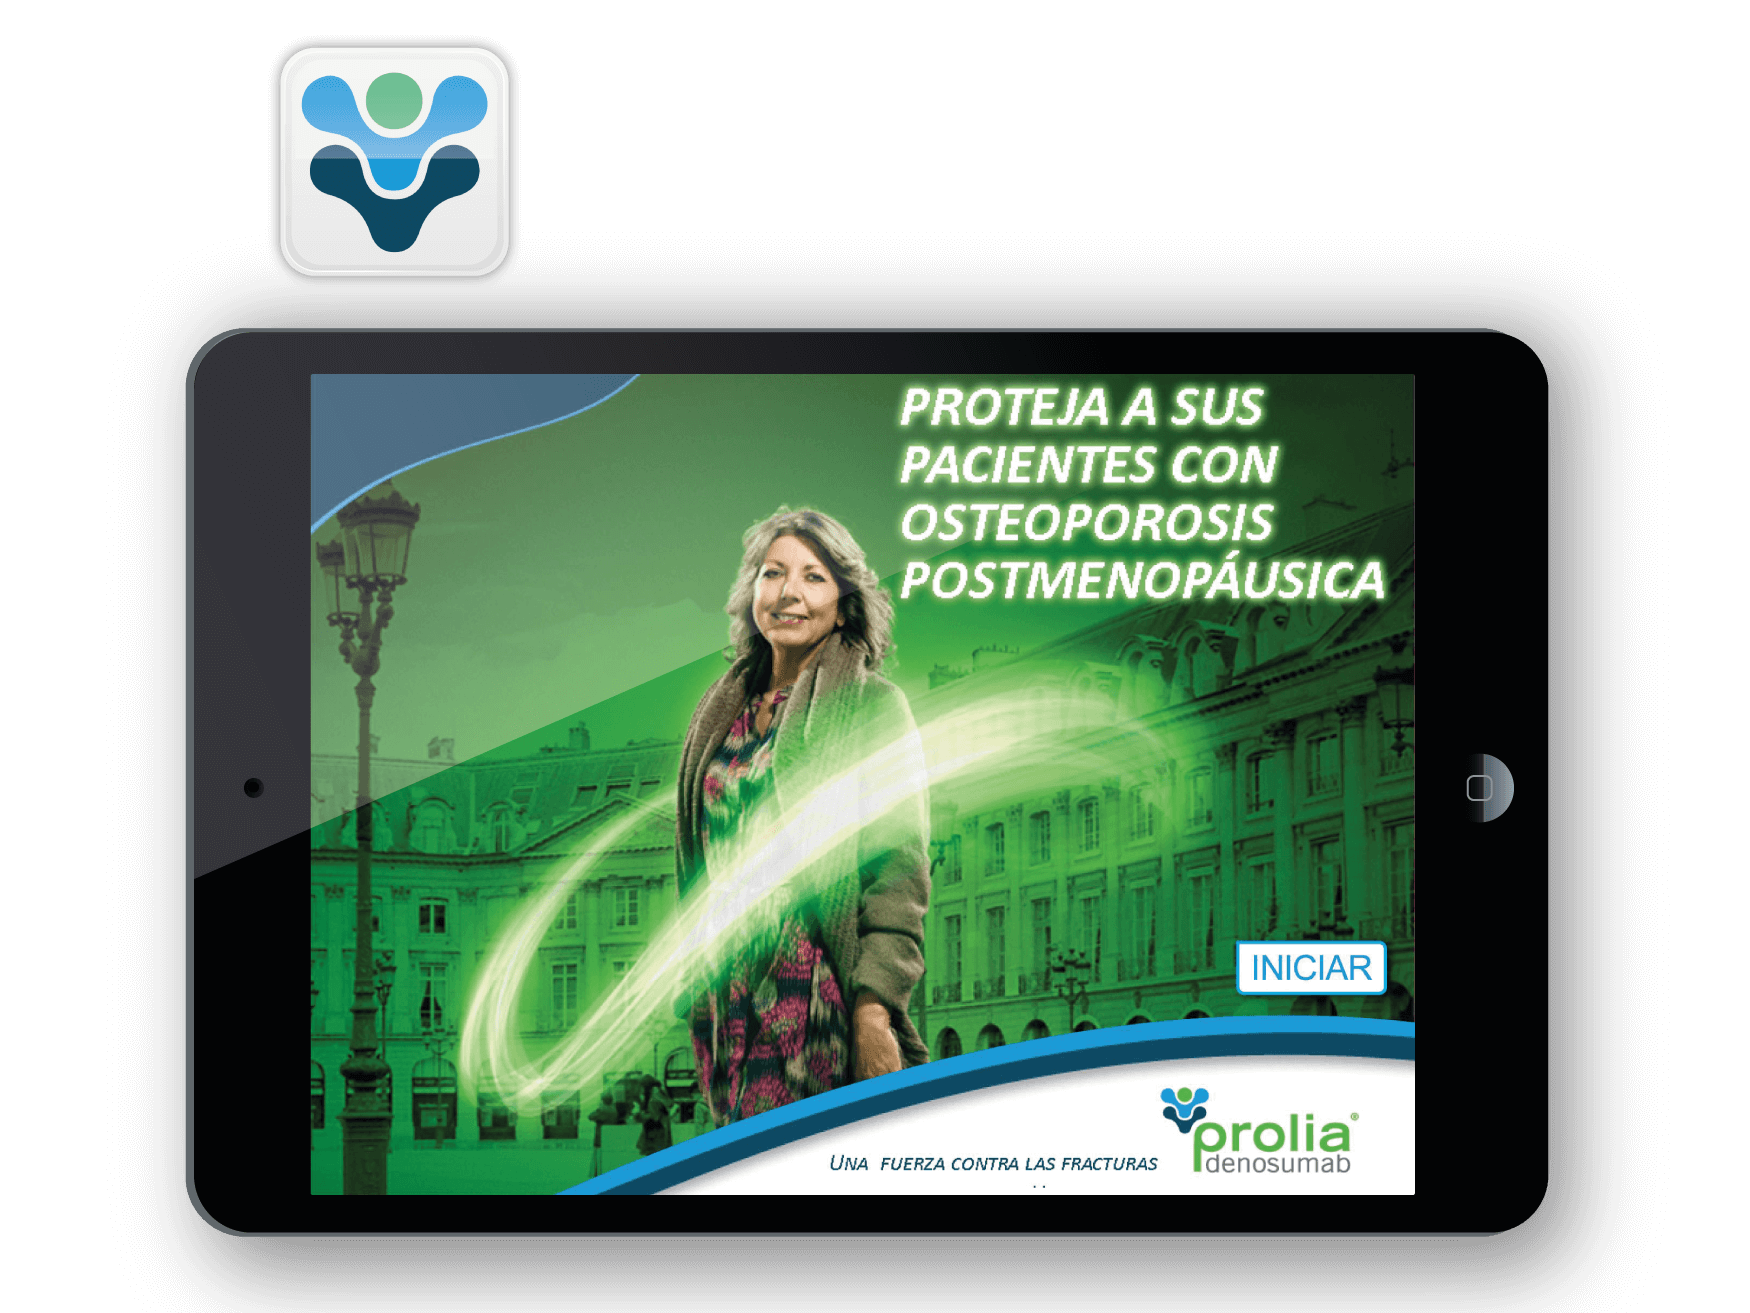 PROTEJA A SUS
PACIENTES CON
OSTEOPOROSIS
POSTMENOPÁUSICA
INICIAR
UNA FUERZA CONTRA LAS FRACTURAS
prolia®
denosumab